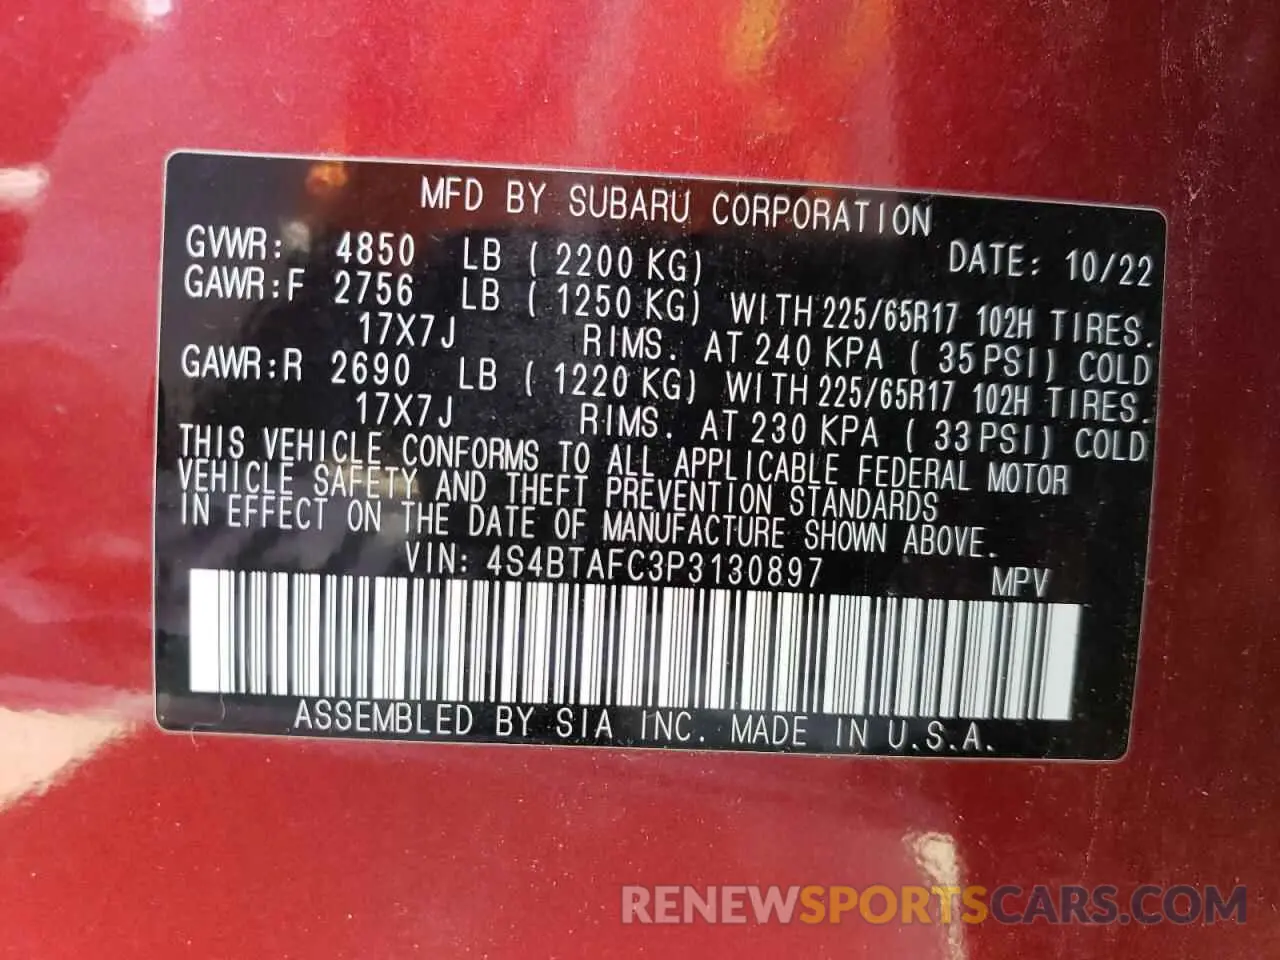 MFD BY SUBARU CORPORATION
GVWR: 4850 LB ( 2200 KG) DATE: 10/22
GAWR:F 2756 LB ( 1250 KG) WITH 225/65R17 102H TIRES.
17X7J RIMS. AT 240 KPA ( 35 PSI) COLD
GAWR:R 2690 LB ( 1220 KG) WITH 225/65R17 102H TIRES.
17X7J RIMS. AT 230 KPA ( 33 PSI) COLD
THIS VEHICLE CONFORMS TO ALL APPLICABLE FEDERAL MOTOR
VEHICLE SAFETY AND THEFT PREVENTION STANDARDS
IN EFFECT ON THE DATE OF MANUFACTURE SHOWN ABOVE.
VIN: 4S4BTAFC3P3130897 MPV
ASSEMBLED BY SIA INC. MADE IN U.S.A.
RENEWSPORTSCARS.COM